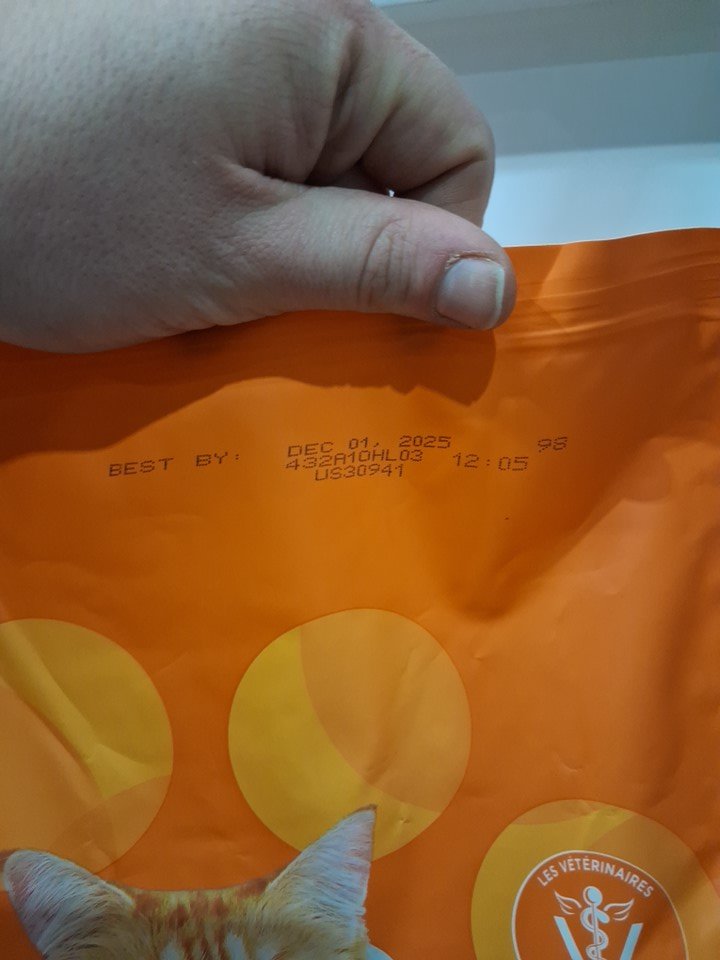 BEST BY: DEC 01, 2025 98
432A10HL03 12:05
US30941
LES VÉTÉRINAIRES